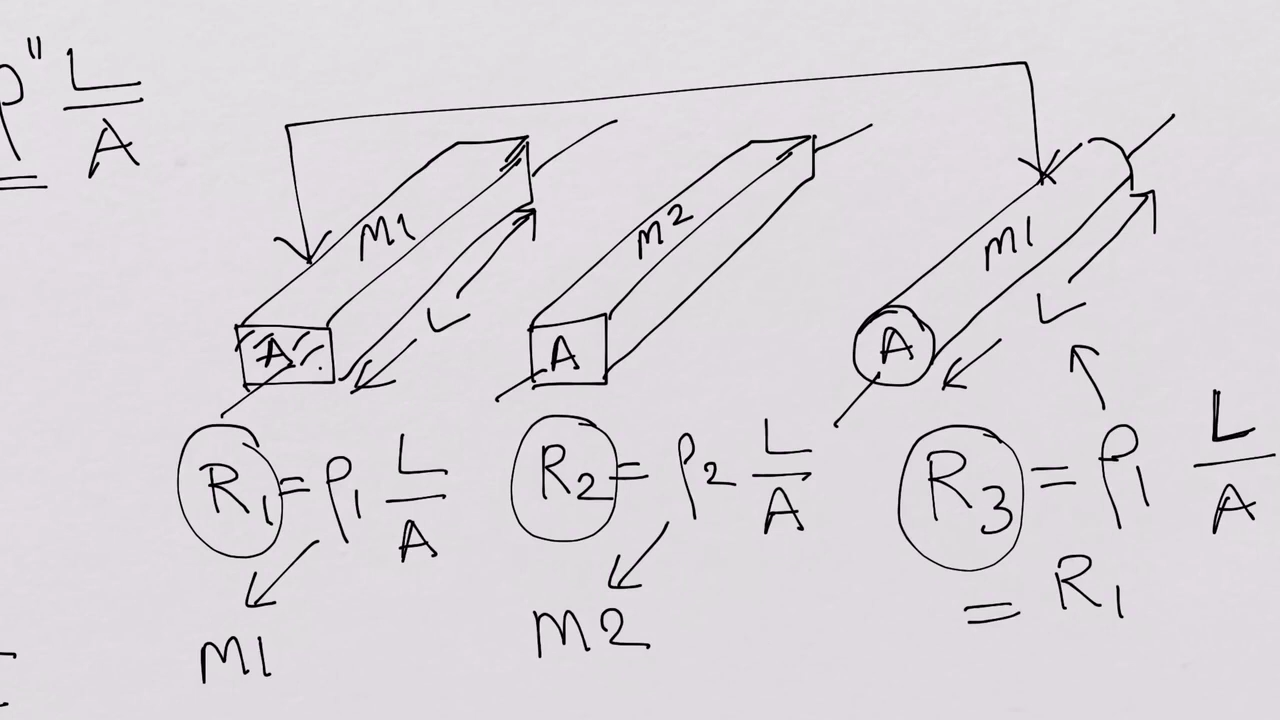 ρ" L/A
M1
M2
M1
L
L
A
A
A
R1 = ρ1 L/A
R2 = ρ2 L/A
R3 = ρ1 L/A
= R1
M1
M2